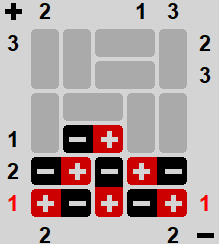 + 2 1 3
3 2
3
1 - +
2 - + - + -
1 + - + - + 1
2 2 -